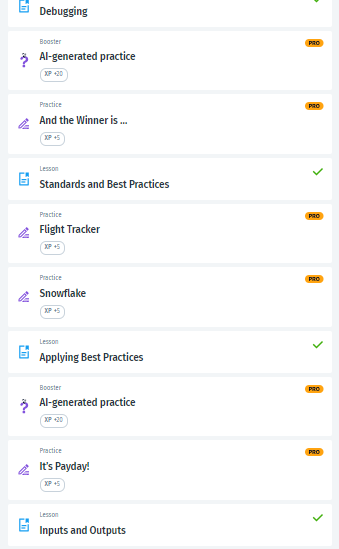 Debugging
Booster
PRO
AI-generated practice
XP +20
Practice
PRO
And the Winner is ...
XP +5
Lesson
Standards and Best Practices
Practice
PRO
Flight Tracker
XP +5
Practice
PRO
Snowflake
XP +5
Lesson
Applying Best Practices
Booster
PRO
AI-generated practice
XP +20
Practice
PRO
It's Payday!
XP +5
Lesson
Inputs and Outputs